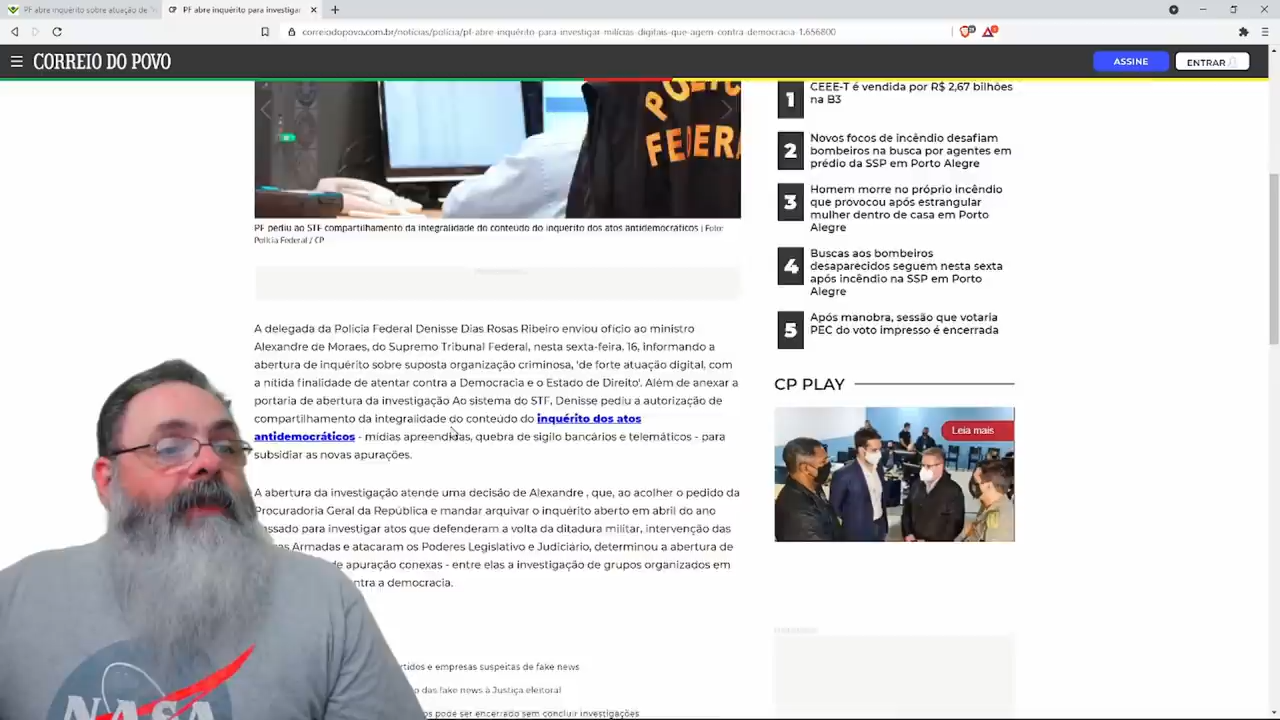 PF abre inquérito sobre atuação de
CP PF abre inquérito para investigar
correiodopovo.com.br/notícias/polícia/pf-abre-inquérito-para-investigar-milícias-digitais-que-agem-contra-democracia-1.656800
CORREIO DO POVO
ASSINE
ENTRAR
POLÍCIA
FEDERA
PF pediu ao STF compartilhamento da integralidade do conteúdo do inquérito dos atos antidemocráticos | Foto:
Polícia Federal / CP
A delegada da Polícia Federal Denisse Dias Rosas Ribeiro enviou ofício ao ministro
Alexandre de Moraes, do Supremo Tribunal Federal, nesta sexta-feira, 16, informando a
abertura de inquérito sobre suposta organização criminosa, 'de forte atuação digital, com
a nítida finalidade de atentar contra a Democracia e o Estado de Direito'. Além de anexar a
portaria de abertura da investigação Ao sistema do STF, Denisse pediu a autorização de
compartilhamento da integralidade do conteúdo do inquérito dos atos
antidemocráticos - mídias apreendidas, quebra de sigilo bancários e telemáticos - para
subsidiar as novas apurações.
A abertura da investigação atende uma decisão de Alexandre , que, ao acolher o pedido da
Procuradoria Geral da República e mandar arquivar o inquérito aberto em abril do ano
passado para investigar atos que defenderam a volta da ditadura militar, intervenção das
Armadas e atacaram os Poderes Legislativo e Judiciário, determinou a abertura de
de apuração conexas - entre elas a investigação de grupos organizados em
contra a democracia.
rtidos e empresas suspeitas de fake news
o das fake news à Justiça eleitoral
os pode ser encerrado sem concluir investigações
1 CEEE-T é vendida por R$ 2,67 bilhões
na B3
2 Novos focos de incêndio desafiam
bombeiros na busca por agentes em
prédio da SSP em Porto Alegre
3 Homem morre no próprio incêndio
que provocou após estrangular
mulher dentro de casa em Porto
Alegre
4 Buscas aos bombeiros
desaparecidos seguem nesta sexta
após incêndio na SSP em Porto
Alegre
5 Após manobra, sessão que votaria
PEC do voto impresso é encerrada
CP PLAY
Leia mais
NASA